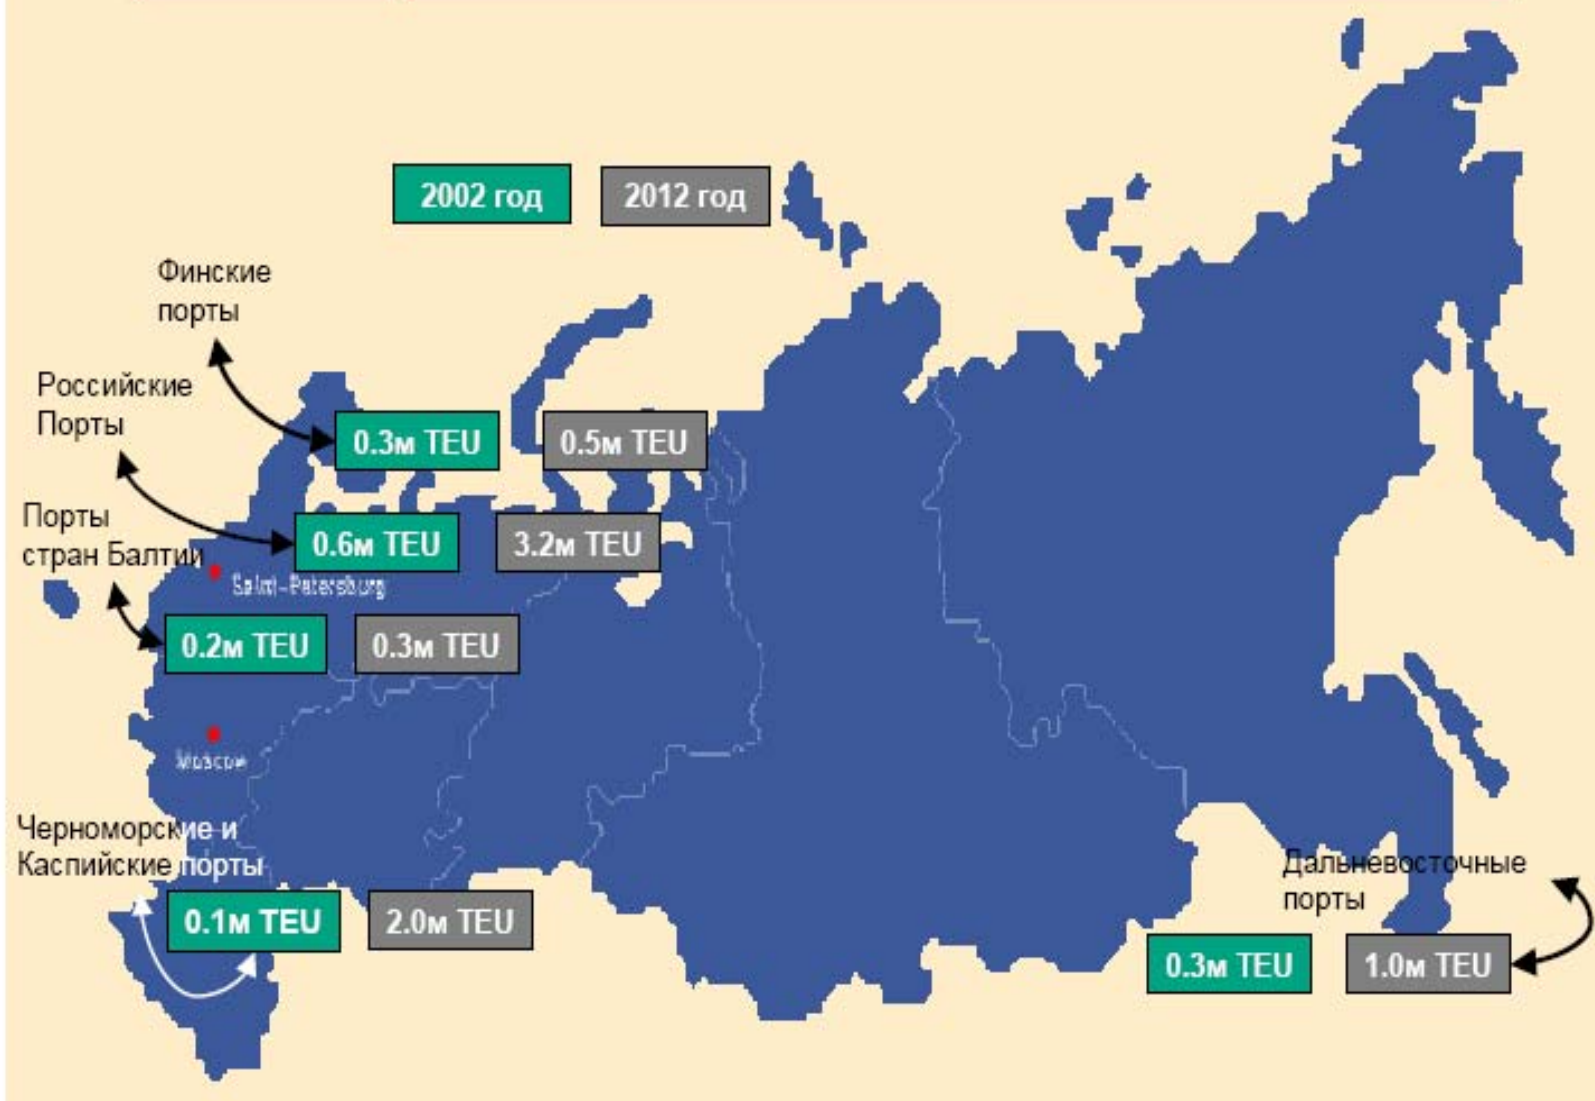 2002 год
2012 год
Финские
порты
Российские
Порты
0.3м TEU
0.5м TEU
Порты
стран Балтии
0.6м TEU
3.2м TEU
Saint-Petersburg
0.2м TEU
0.3м TEU
Moscow
Черноморские и
Каспийские порты
0.1м TEU
2.0м TEU
Дальневосточные
порты
0.3м TEU
1.0м TEU